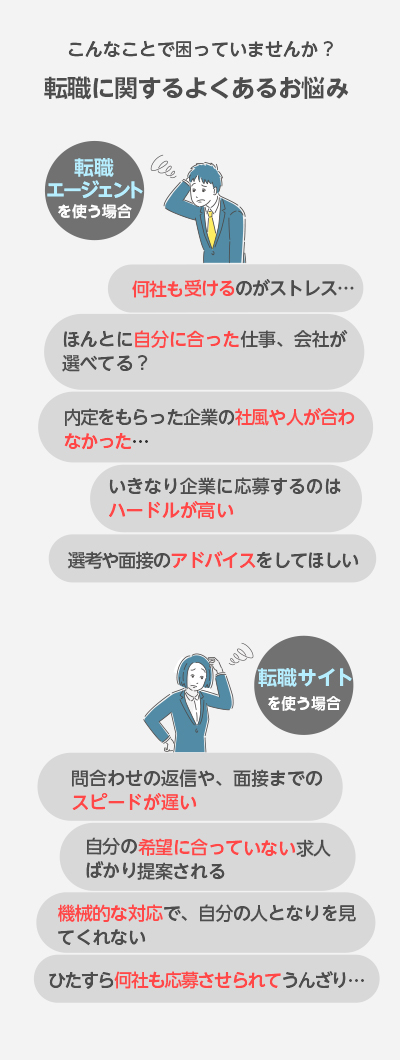 こんなことで困っていませんか？
転職に関するよくあるお悩み
転職
エージェント
を使う場合
何社も受けるのがストレス…
ほんとに自分に合った仕事、会社が
選べてる？
内定をもらった企業の社風や人が合わ
なかった…
いきなり企業に応募するのは
ハードルが高い
選考や面接のアドバイスをしてほしい
転職サイト
を使う場合
問合わせの返信や、面接までの
スピードが遅い
自分の希望に合っていない求人
ばかり提案される
機械的な対応で、自分の人となりを見
てくれない
ひたすら何社も応募させられてうんざり…